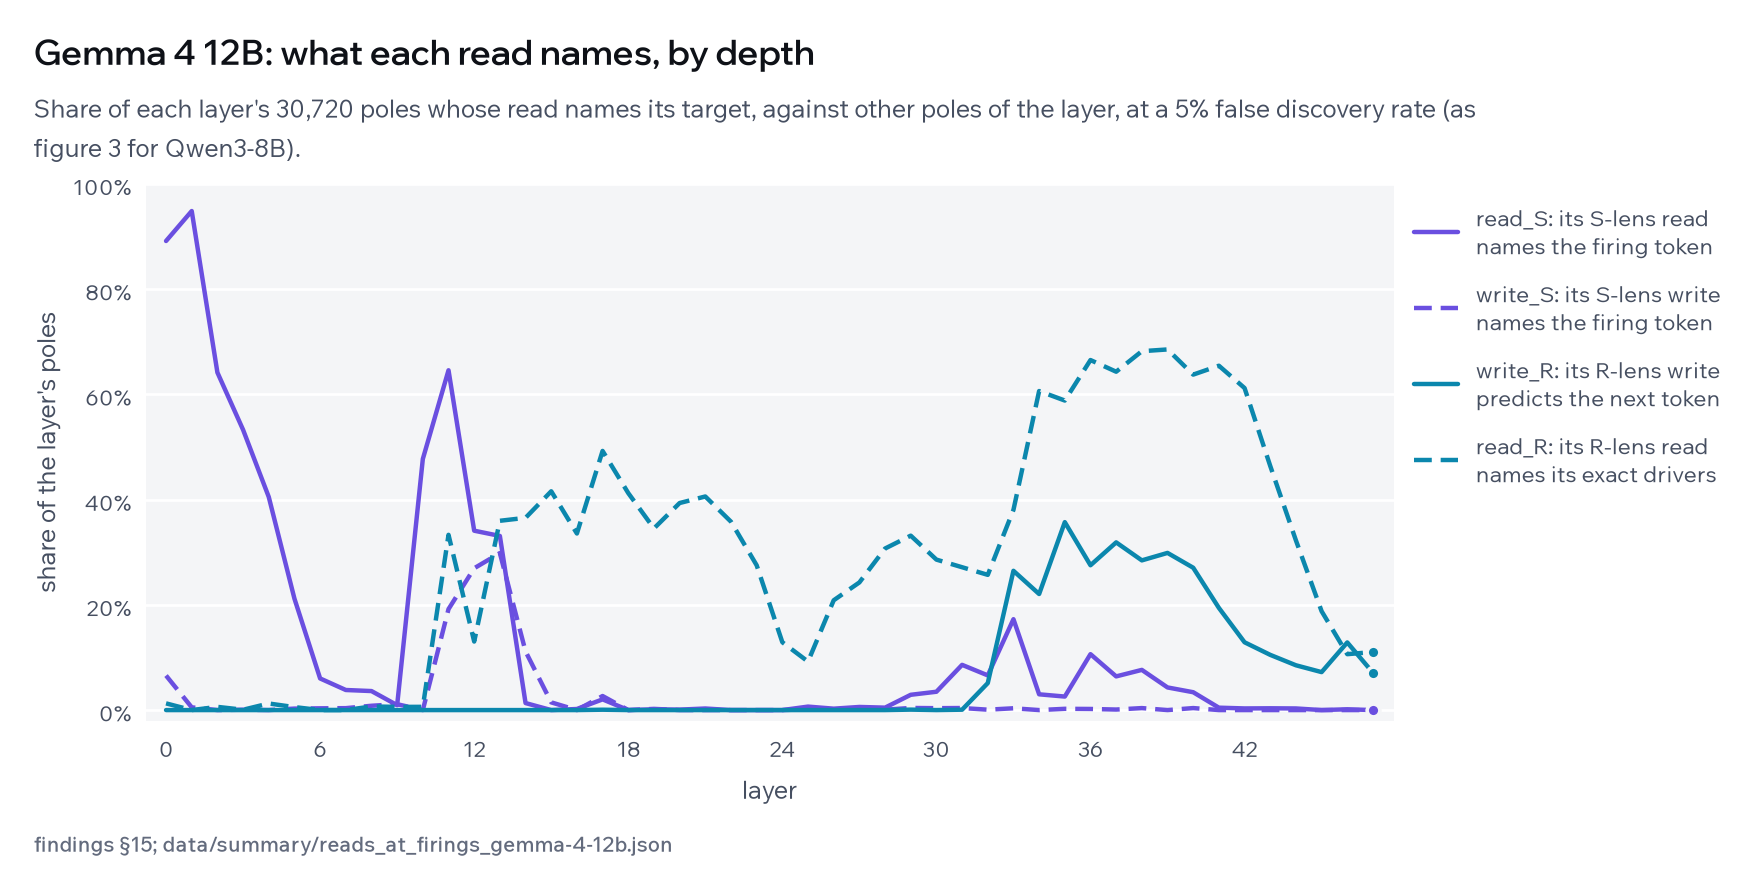 Gemma 4 12B: what each read names, by depth
Share of each layer's 30,720 poles whose read names its target, against other poles of the layer, at a 5% false discovery rate (as
figure 3 for Qwen3-8B).
100%
80%
60%
40%
20%
0%
share of the layer's poles
0
6
12
18
24
30
36
42
layer
read_S: its S-lens read
names the firing token
write_S: its S-lens write
names the firing token
write_R: its R-lens write
predicts the next token
read_R: its R-lens read
names its exact drivers
findings §15; data/summary/reads_at_firings_gemma-4-12b.json